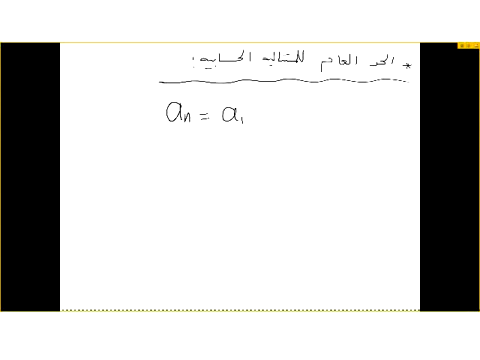 * الحد العام للمتتالية الحسابية :
aₙ = a₁